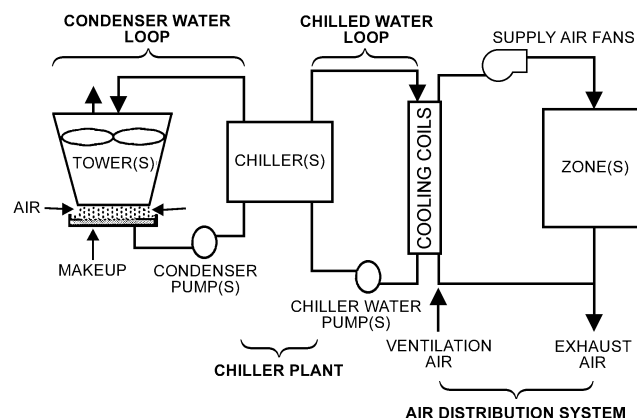 CONDENSER WATER
LOOP
CHILLED WATER
LOOP
SUPPLY AIR FANS
TOWER(S)
CHILLER(S)
COOLING COILS
ZONE(S)
AIR
MAKEUP
CONDENSER
PUMP(S)
CHILLER WATER
PUMP(S)
VENTILATION
AIR
EXHAUST
AIR
CHILLER PLANT
AIR DISTRIBUTION SYSTEM